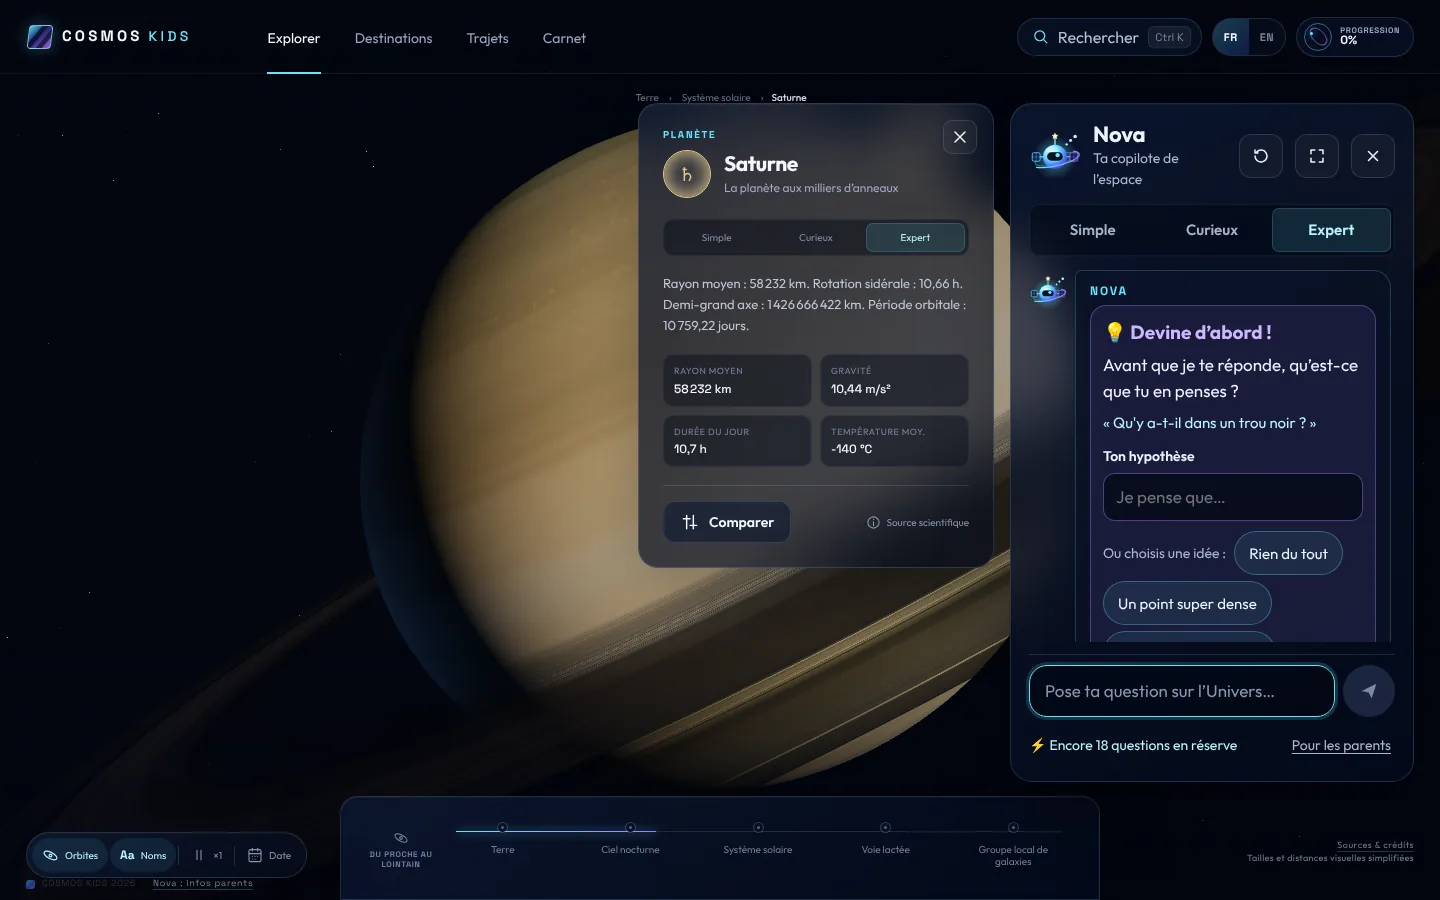 COSMOS KIDS
Explorer
Destinations
Trajets
Carnet
Rechercher
Ctrl K
FR
EN
PROGRESSION
0%
Terre › Système solaire › Saturne
PLANÈTE
♄
Saturne
La planète aux milliers d'anneaux
Simple
Curieux
Expert
Rayon moyen : 58 232 km. Rotation sidérale : 10,66 h.
Demi-grand axe : 1 426 666 422 km. Période orbitale :
10 759,22 jours.
RAYON MOYEN
58 232 km
GRAVITÉ
10,44 m/s²
DURÉE DU JOUR
10,7 h
TEMPÉRATURE MOY.
-140 °C
Comparer
Source scientifique
Nova
Ta copilote de
l'espace
Simple
Curieux
Expert
NOVA
💡 Devine d'abord !
Avant que je te réponde, qu'est-ce
que tu en penses ?
« Qu'y a-t-il dans un trou noir ? »
Ton hypothèse
Je pense que…
Ou choisis une idée :
Rien du tout
Un point super dense
Pose ta question sur l'Univers…
⚡ Encore 18 questions en réserve
Pour les parents
Orbites
Aa Noms
×1
Date
COSMOS KIDS 2026
Nova : Infos parents
DU PROCHE AU
LOINTAIN
Terre
Ciel nocturne
Système solaire
Voie lactée
Groupe local de
galaxies
Sources & crédits
Tailles et distances visuelles simplifiées